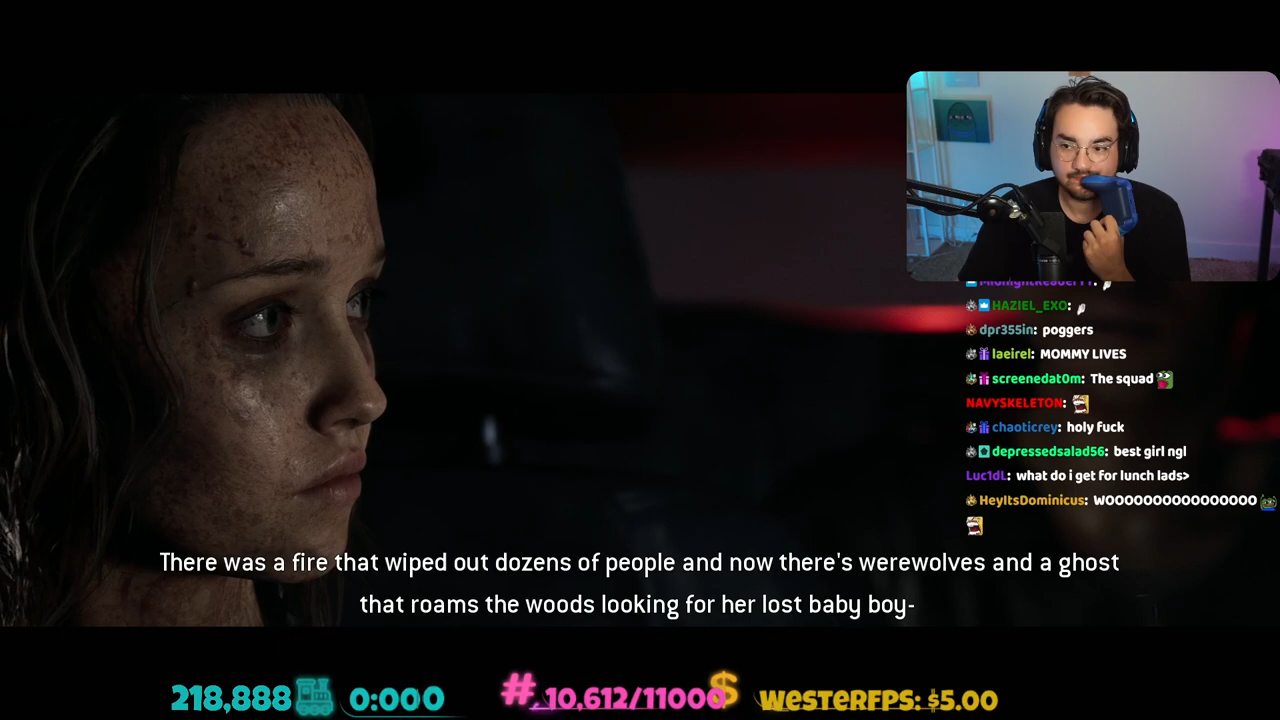 HAZIEL_EXO:
dpr355in: poggers
laeirel: MOMMY LIVES
screenedat0m: The squad
NAVYSKELETON:
chaoticrey: holy fuck
depressedsalad56: best girl ngl
Luc1dL: what do i get for lunch lads>
HeyItsDominicus: WOOOOOOOOOOOOOOOO
There was a fire that wiped out dozens of people and now there's werewolves and a ghost
that roams the woods looking for her lost baby boy-
218,888 0:000 # 10,612/11000 $ WESTERFPS: $5.00